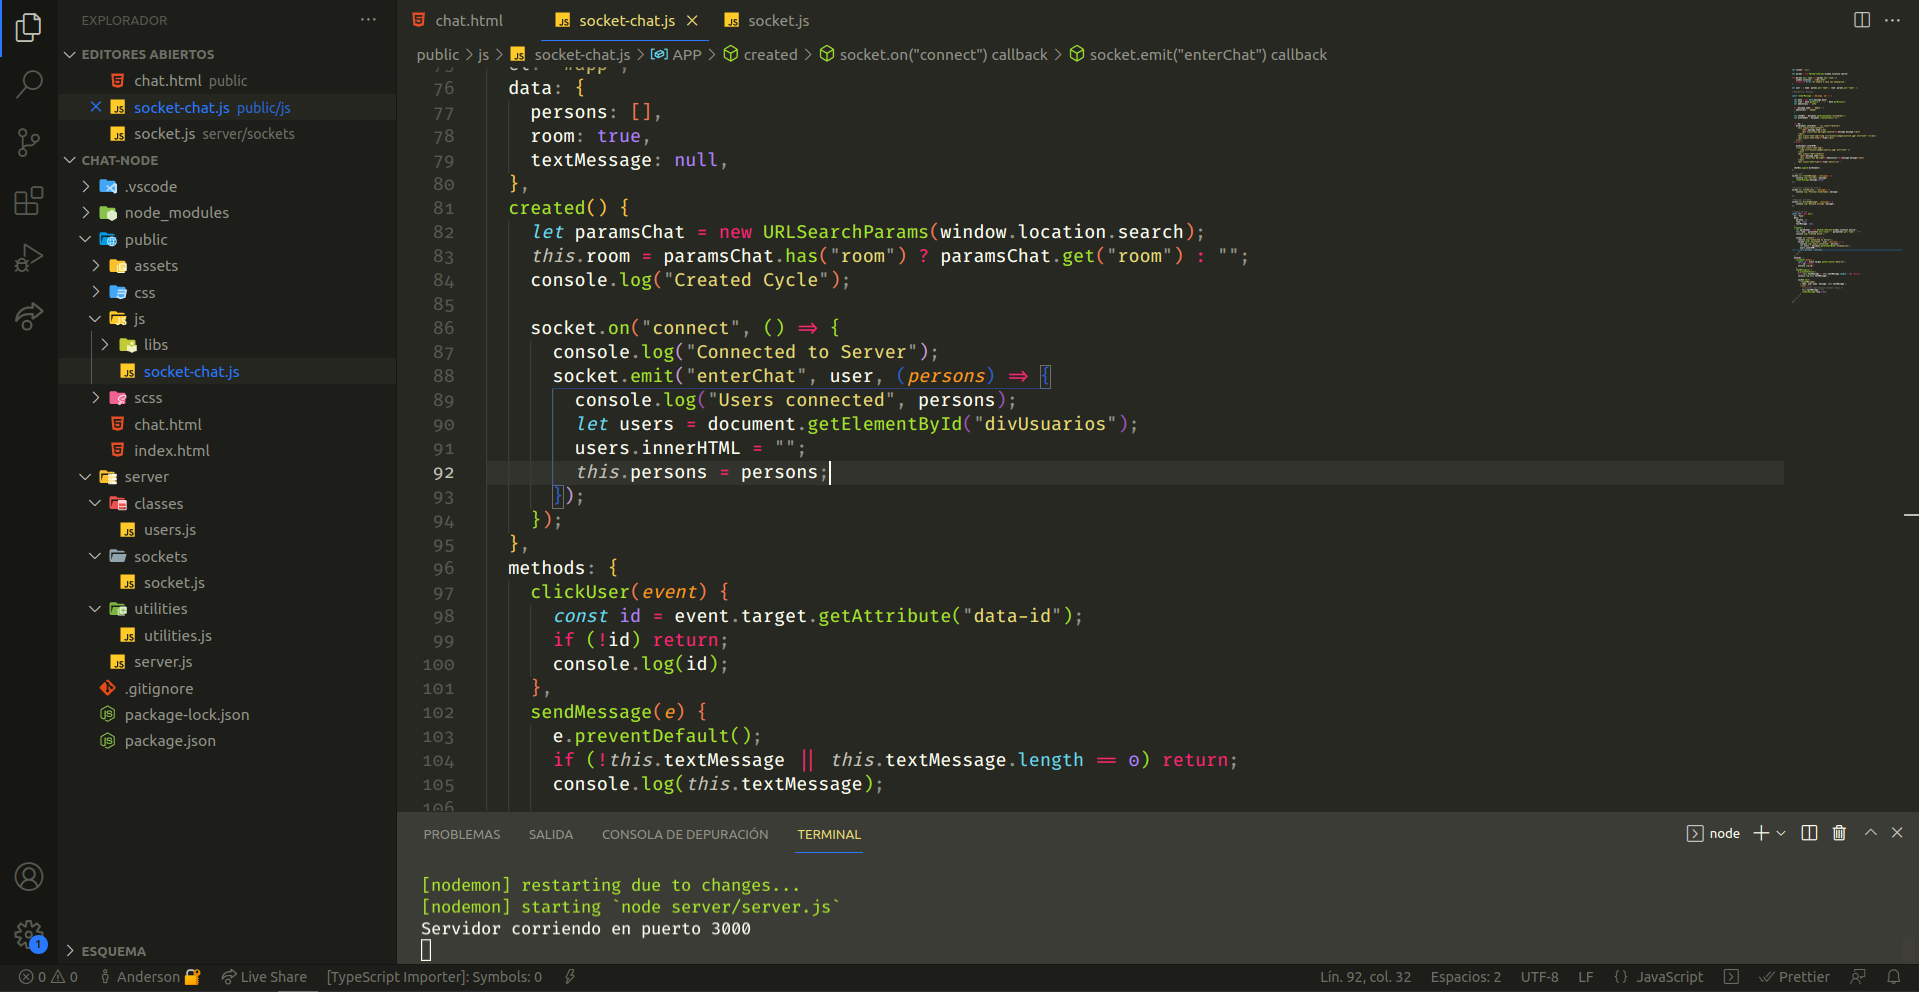 EXPLORADOR
EDITORES ABIERTOS
chat.html public
socket-chat.js public/js
socket.js server/sockets
CHAT-NODE
.vscode
node_modules
public
assets
css
js
libs
socket-chat.js
scss
chat.html
index.html
server
classes
users.js
sockets
socket.js
utilities
utilities.js
server.js
.gitignore
package-lock.json
package.json
ESQUEMA
chat.html socket-chat.js socket.js
public > js > socket-chat.js > APP > created > socket.on("connect") callback > socket.emit("enterChat") callback
76 data: {
77 persons: [],
78 room: true,
79 textMessage: null,
80 },
81 created() {
82 let paramsChat = new URLSearchParams(window.location.search);
83 this.room = paramsChat.has("room") ? paramsChat.get("room") : "";
84 console.log("Created Cycle");
85
86 socket.on("connect", () => {
87 console.log("Connected to Server");
88 socket.emit("enterChat", user, (persons) => {
89 console.log("Users connected", persons);
90 let users = document.getElementById("divUsuarios");
91 users.innerHTML = "";
92 this.persons = persons;
93 });
94 });
95 },
96 methods: {
97 clickUser(event) {
98 const id = event.target.getAttribute("data-id");
99 if (!id) return;
100 console.log(id);
101 },
102 sendMessage(e) {
103 e.preventDefault();
104 if (!this.textMessage || this.textMessage.length == 0) return;
105 console.log(this.textMessage);
106
PROBLEMAS SALIDA CONSOLA DE DEPURACIÓN TERMINAL node
[nodemon] restarting due to changes...
[nodemon] starting `node server/server.js`
Servidor corriendo en puerto 3000
1
0 0 Anderson Live Share [TypeScript Importer]: Symbols: 0 Lín. 92, col. 32 Espacios: 2 UTF-8 LF {} JavaScript Prettier